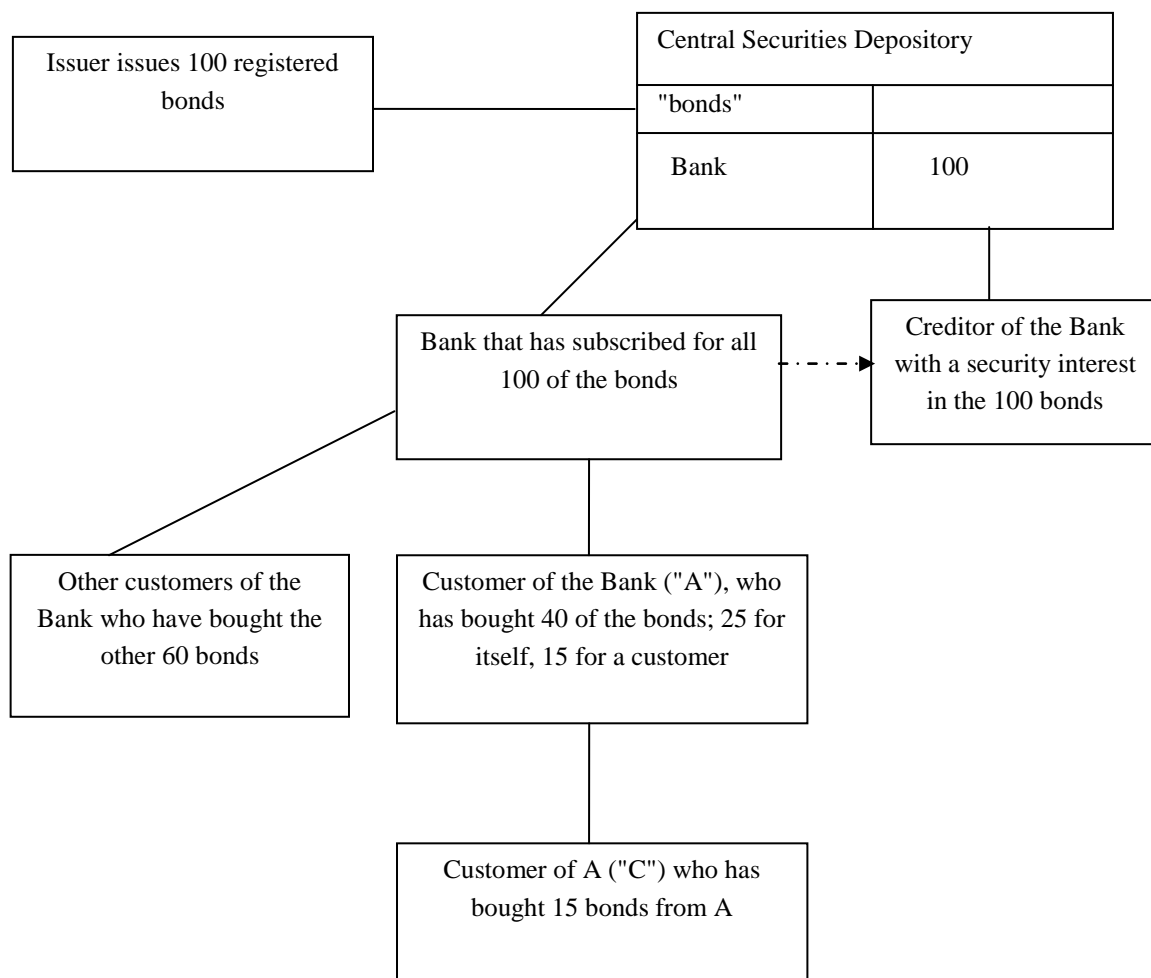 Issuer issues 100 registered
bonds
Central Securities Depository
"bonds"
Bank 100
Bank that has subscribed for all
100 of the bonds
Creditor of the Bank
with a security interest
in the 100 bonds
Other customers of the
Bank who have bought the
other 60 bonds
Customer of the Bank ("A"), who
has bought 40 of the bonds; 25 for
itself, 15 for a customer
Customer of A ("C") who has
bought 15 bonds from A